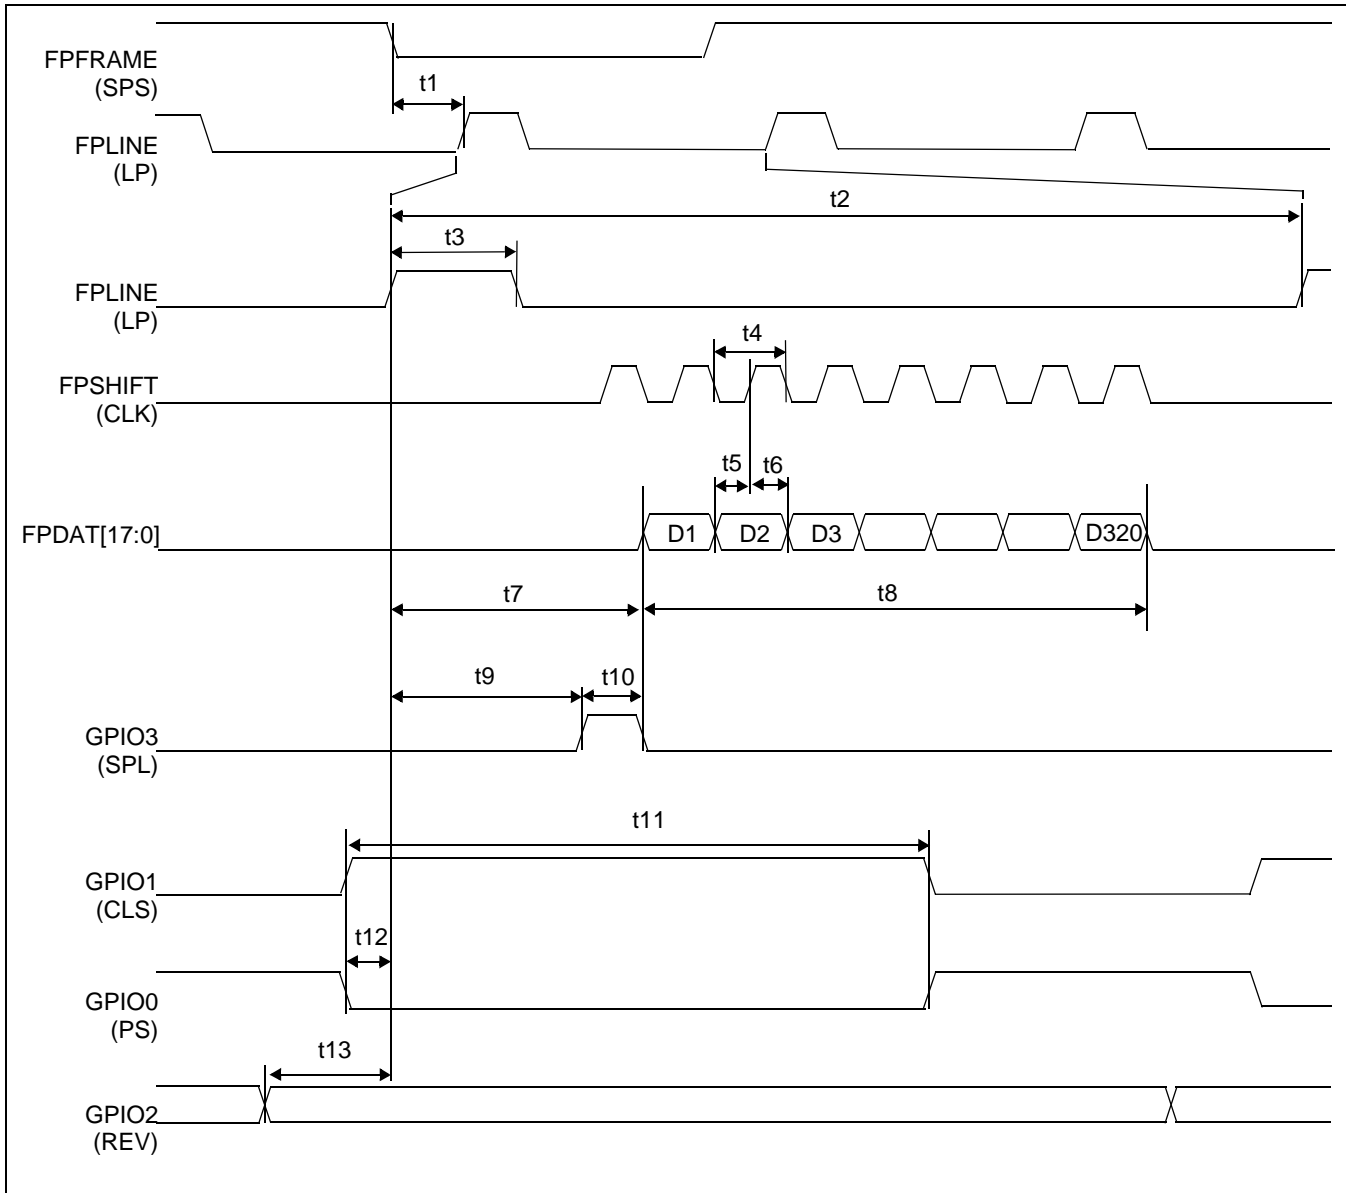 FPFRAME
(SPS)
t1
FPLINE
(LP)
t2
t3
FPLINE
(LP)
t4
FPSHIFT
(CLK)
t5 t6
FPDAT[17:0] D1 D2 D3 D320
t7 t8
t9 t10
GPIO3
(SPL)
t11
GPIO1
(CLS)
t12
GPIO0
(PS)
t13
GPIO2
(REV)